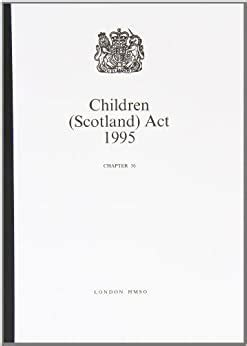 Children
(Scotland) Act
1995
CHAPTER 36
LONDON HMSO